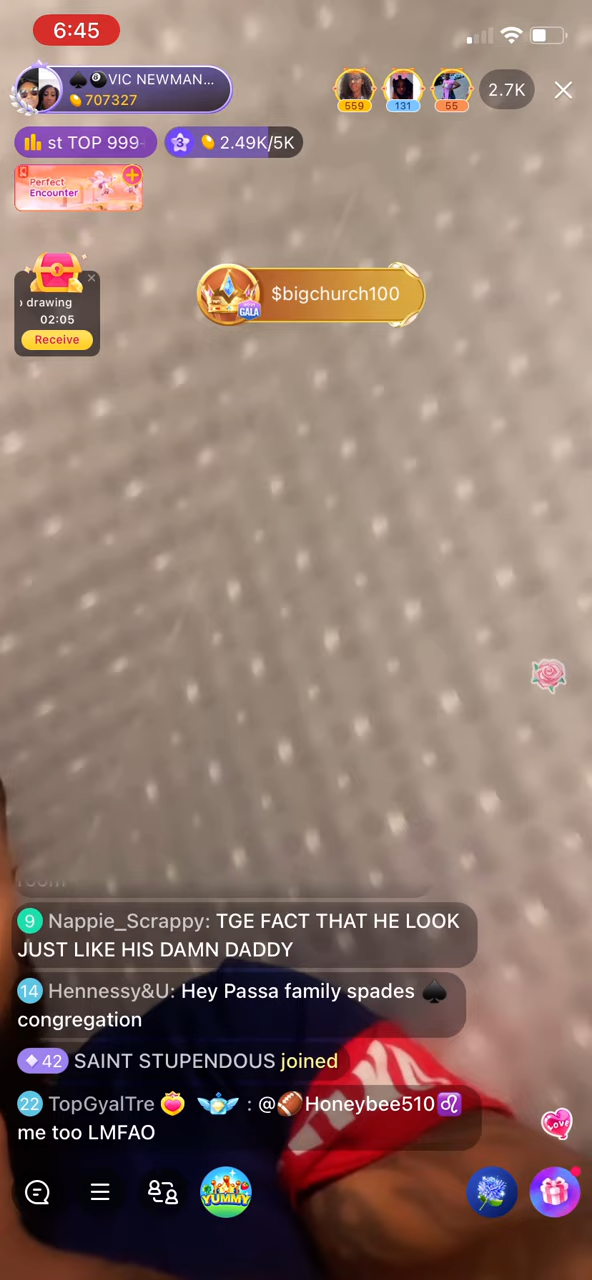 6:45
♠️🎱VIC NEWMAN...
707327
559
131
55
2.7K
st TOP 999
3
2.49K/5K
Perfect
Encounter
drawing
02:05
Receive
GALA
$bigchurch100
9 Nappie_Scrappy: TGE FACT THAT HE LOOK
JUST LIKE HIS DAMN DADDY
14 Hennessy&U: Hey Passa family spades ♠️
congregation
42 SAINT STUPENDOUS joined
22 TopGyalTre : @🏈Honeybee510♌
me too LMFAO
LOVE
YUMMY